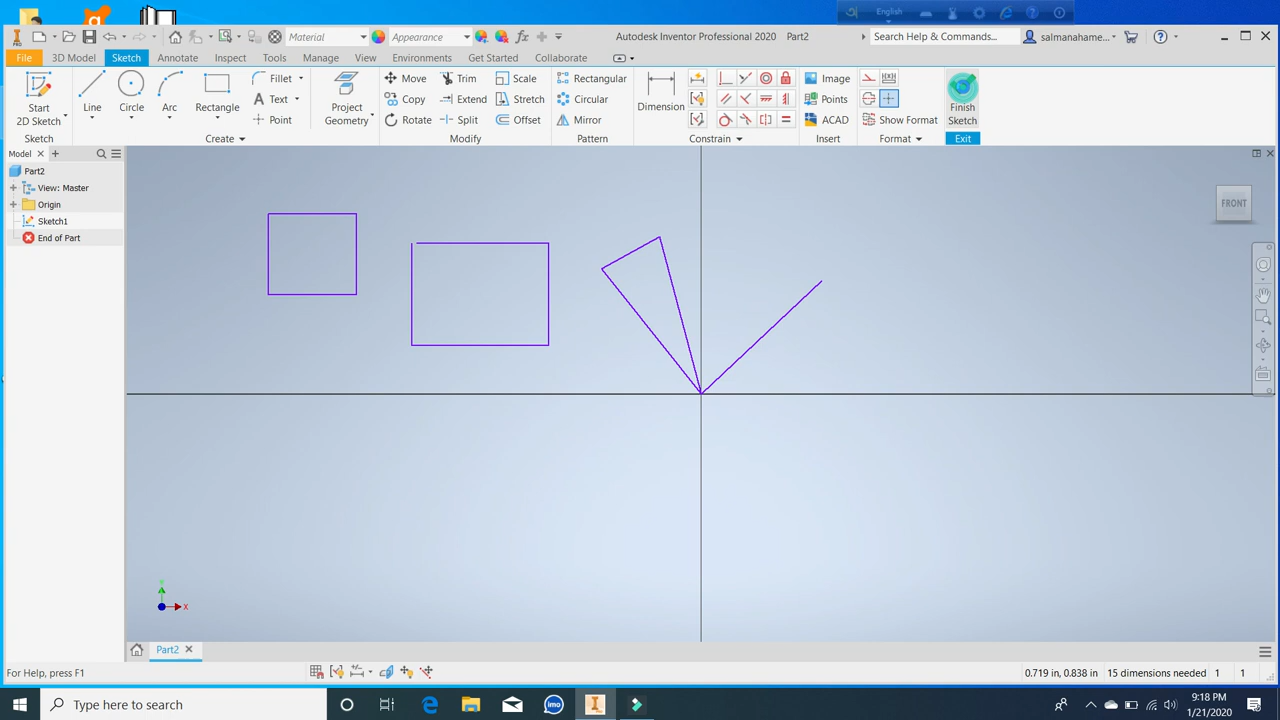 English
Material
Appearance
Autodesk Inventor Professional 2020 Part2
Search Help & Commands...
salmanahame...
PRO
File 3D Model Sketch Annotate Inspect Tools Manage View Environments Get Started Collaborate
Start
2D Sketch
Line
Circle
Arc
Rectangle
Fillet
Text
Point
Project
Geometry
Move
Copy
Rotate
Trim
Extend
Split
Scale
Stretch
Offset
Rectangular
Circular
Mirror
Dimension
Image
Points
ACAD
Show Format
Finish
Sketch
Sketch Create Modify Pattern Constrain Insert Format Exit
Model
Part2
View: Master
Origin
Sketch1
End of Part
FRONT
Y
X
Part2
For Help, press F1
0.719 in, 0.838 in 15 dimensions needed 1 1
Type here to search
imo
9:18 PM
1/21/2020